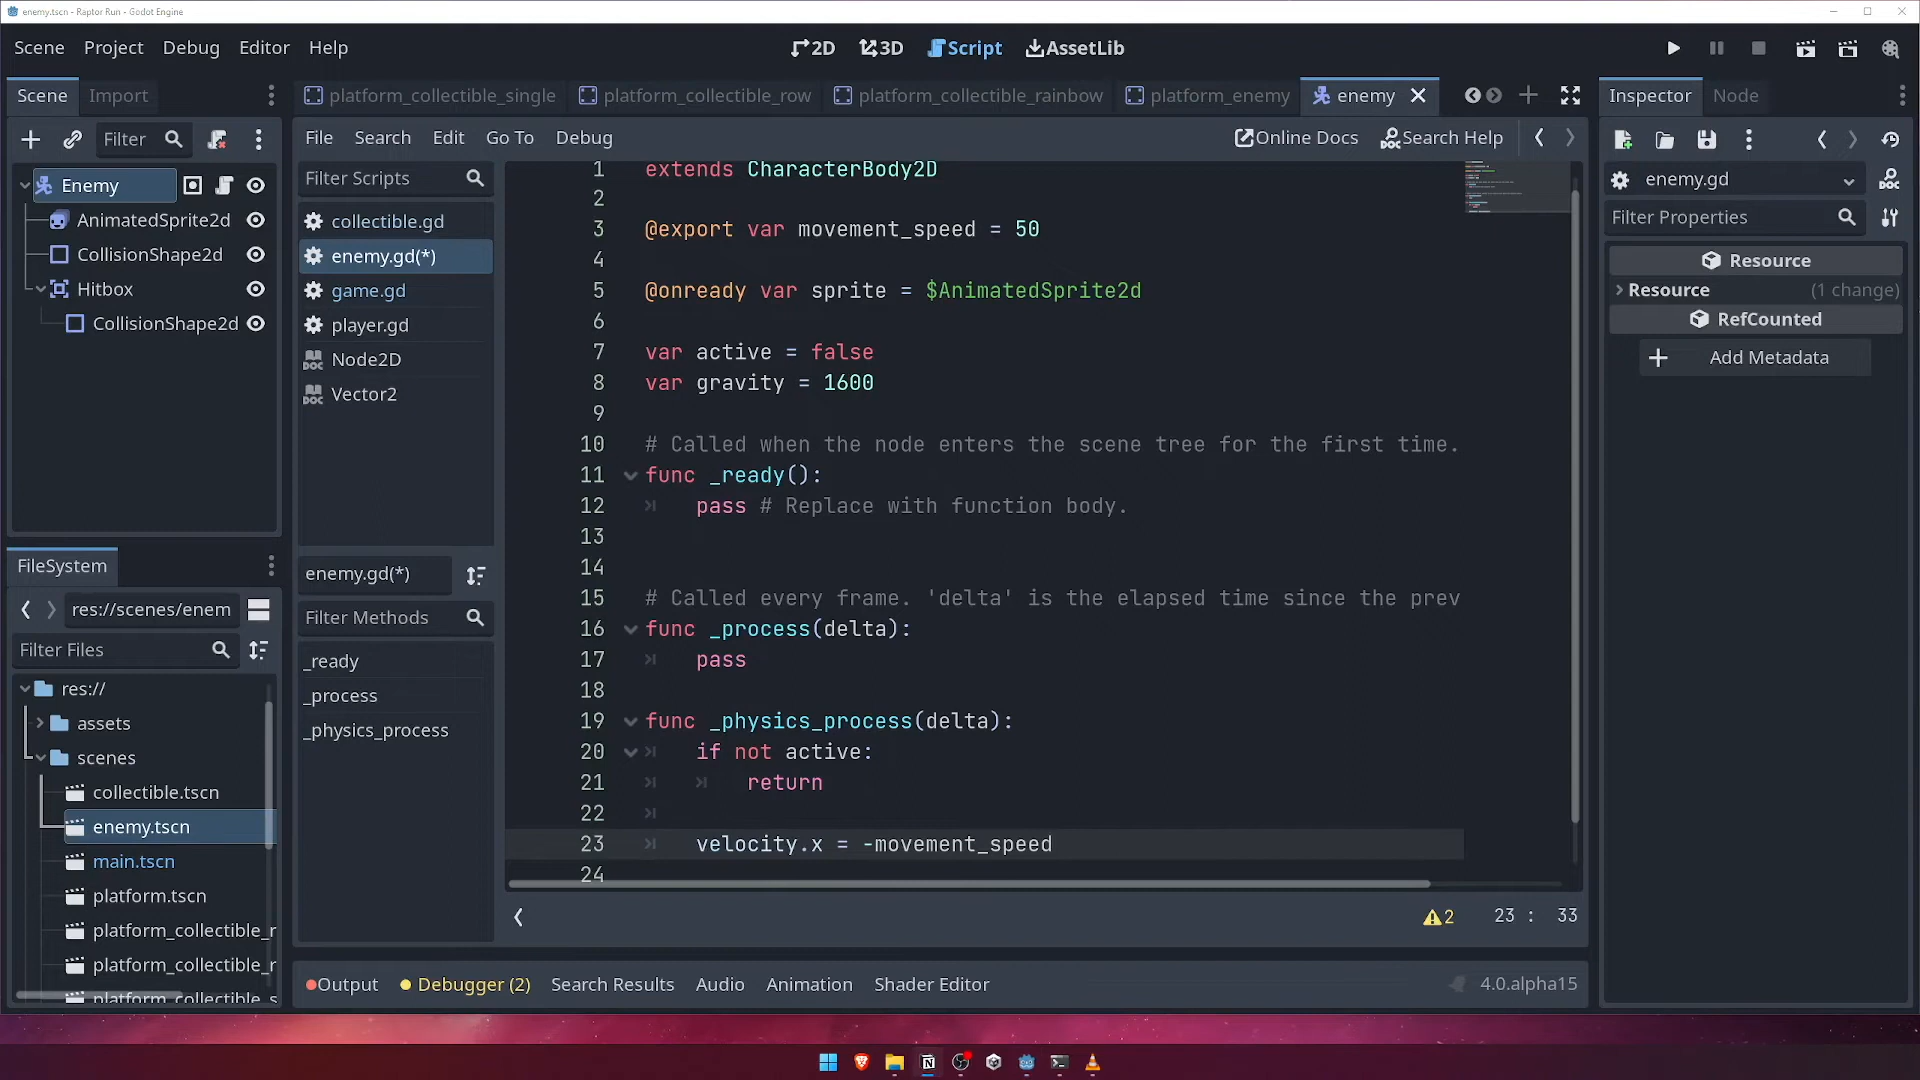 enemy.tscn - Raptor Run - Godot Engine
Scene Project Debug Editor Help
2D 3D Script AssetLib
Scene Import
platform_collectible_single platform_collectible_row platform_collectible_rainbow platform_enemy enemy
Inspector Node
Filter
File Search Edit Go To Debug
Online Docs Search Help
Enemy
AnimatedSprite2d
CollisionShape2d
Hitbox
CollisionShape2d
Filter Scripts
collectible.gd
enemy.gd(*)
game.gd
player.gd
Node2D
Vector2
enemy.gd(*)
Filter Methods
_ready
_process
_physics_process
1 extends CharacterBody2D
2
3 @export var movement_speed = 50
4
5 @onready var sprite = $AnimatedSprite2d
6
7 var active = false
8 var gravity = 1600
9
10 # Called when the node enters the scene tree for the first time.
11 func _ready():
12 pass # Replace with function body.
13
14
15 # Called every frame. 'delta' is the elapsed time since the prev
16 func _process(delta):
17 pass
18
19 func _physics_process(delta):
20 if not active:
21 return
22
23 velocity.x = -movement_speed
24
2 23 : 33
enemy.gd
Filter Properties
Resource
Resource (1 change)
RefCounted
Add Metadata
FileSystem
res://scenes/enem
Filter Files
res://
assets
scenes
collectible.tscn
enemy.tscn
main.tscn
platform.tscn
platform_collectible_r
platform_collectible_r
platform_collectible_s
Output Debugger (2) Search Results Audio Animation Shader Editor
4.0.alpha15